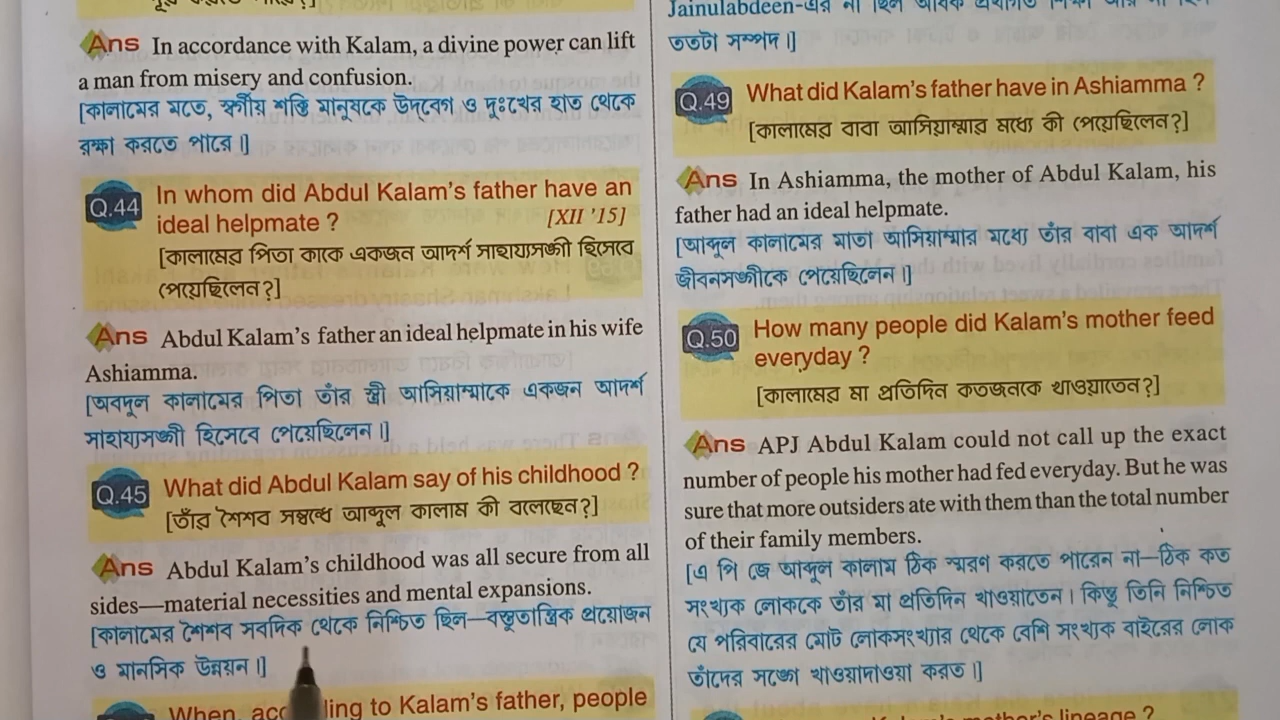 Ans In accordance with Kalam, a divine power can lift
a man from misery and confusion.
[কালামের মতে, স্বর্গীয় শক্তি মানুষকে উদবেগ ও দুঃখের হাত থেকে
রক্ষা করতে পারে।]
Q.44 In whom did Abdul Kalam's father have an
ideal helpmate ? [XII '15]
[কালামের পিতা কাকে একজন আদর্শ সাহায্যসঙ্গী হিসেবে
পেয়েছিলেন?]
Ans Abdul Kalam's father an ideal helpmate in his wife
Ashiamma.
[অবদুল কালামের পিতা তাঁর স্ত্রী আসিয়াম্মাকে একজন আদর্শ
সাহায্যসঙ্গী হিসেবে পেয়েছিলেন।]
Q.45 What did Abdul Kalam say of his childhood ?
[তাঁর শৈশব সম্বন্ধে আব্দুল কালাম কী বলেছেন?]
Ans Abdul Kalam's childhood was all secure from all
sides—material necessities and mental expansions.
[কালামের শৈশব সবদিক থেকে নিশ্চিত ছিল—বস্তুতান্ত্রিক প্রয়োজন
ও মানসিক উন্নয়ন।]
When, to Kalam's father, people
Jainulabdeen-এর না ছিল
ততটা সম্পদ।]
Q.49 What did Kalam's father have in Ashiamma ?
[কালামের বাবা আসিয়াম্মার মধ্যে কী পেয়েছিলেন?]
Ans In Ashiamma, the mother of Abdul Kalam, his
father had an ideal helpmate.
[আব্দুল কালামের মাতা আসিয়াম্মার মধ্যে তাঁর বাবা এক আদর্শ
জীবনসঙ্গীকে পেয়েছিলেন।]
Q.50 How many people did Kalam's mother feed
everyday ?
[কালামের মা প্রতিদিন কতজনকে খাওয়াতেন?]
Ans APJ Abdul Kalam could not call up the exact
number of people his mother had fed everyday. But he was
sure that more outsiders ate with them than the total number
of their family members.
[এ পি জে আব্দুল কালাম ঠিক স্মরণ করতে পারেন না—ঠিক কত
সংখ্যক লোককে তাঁর মা প্রতিদিন খাওয়াতেন। কিন্তু তিনি নিশ্চিত
যে পরিবারের মোট লোকসংখ্যার থেকে বেশি সংখ্যক বাইরের লোক
তাঁদের সঙ্গে খাওয়াদাওয়া করত।]
mother's lineage ?